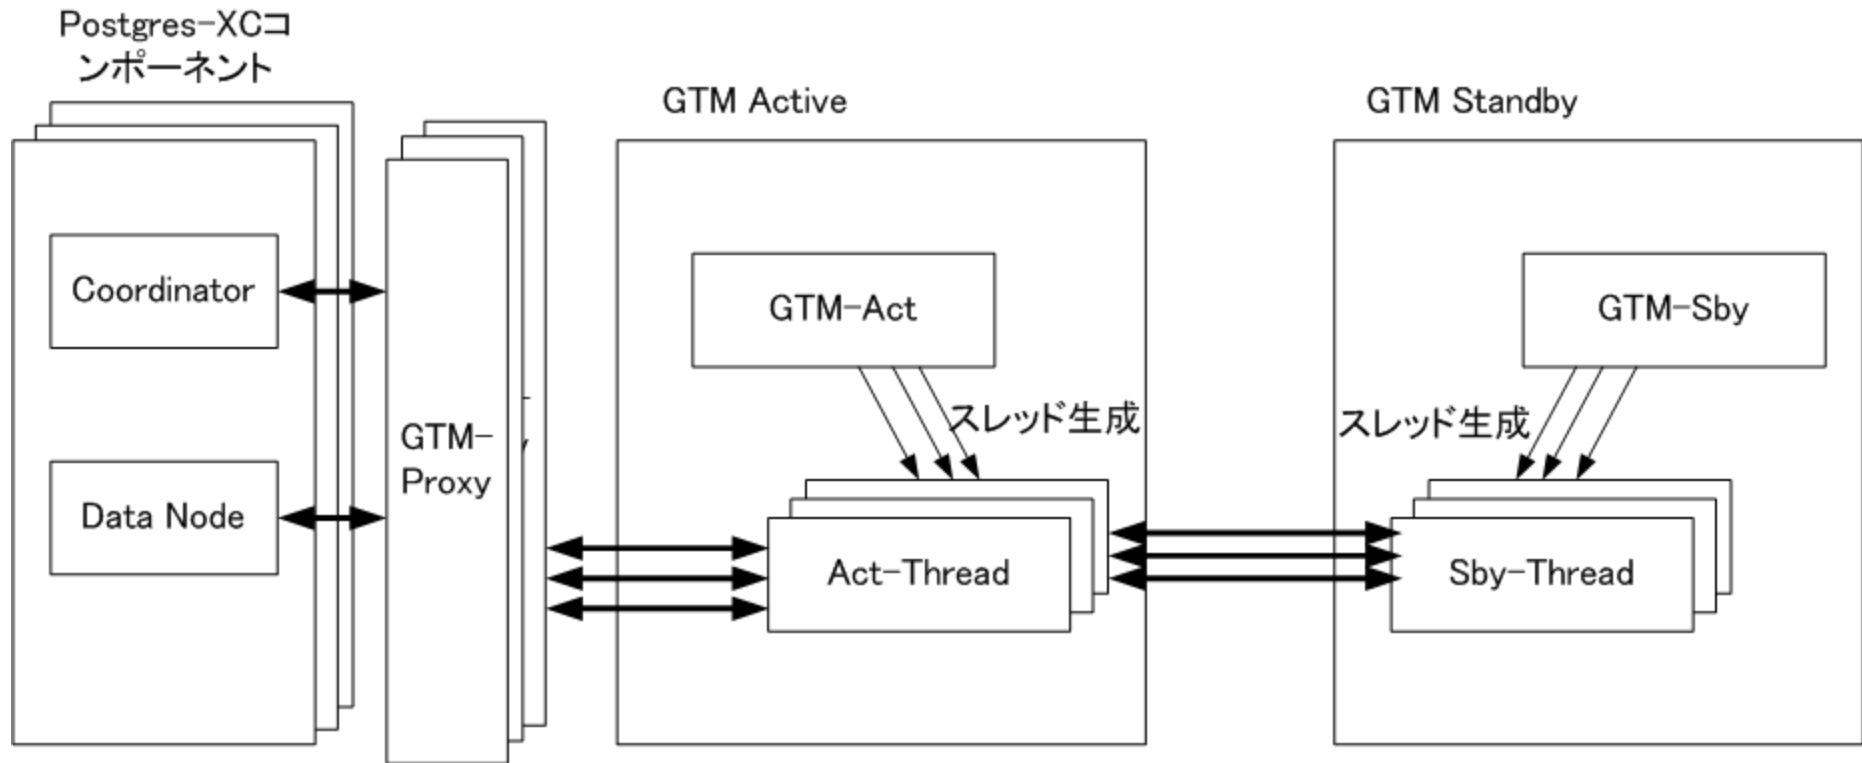 Postgres-XCコ
ンポーネント
Coordinator
Data Node
GTM-
Proxy
GTM Active
GTM-Act
スレッド生成
Act-Thread
GTM Standby
GTM-Sby
スレッド生成
Sby-Thread